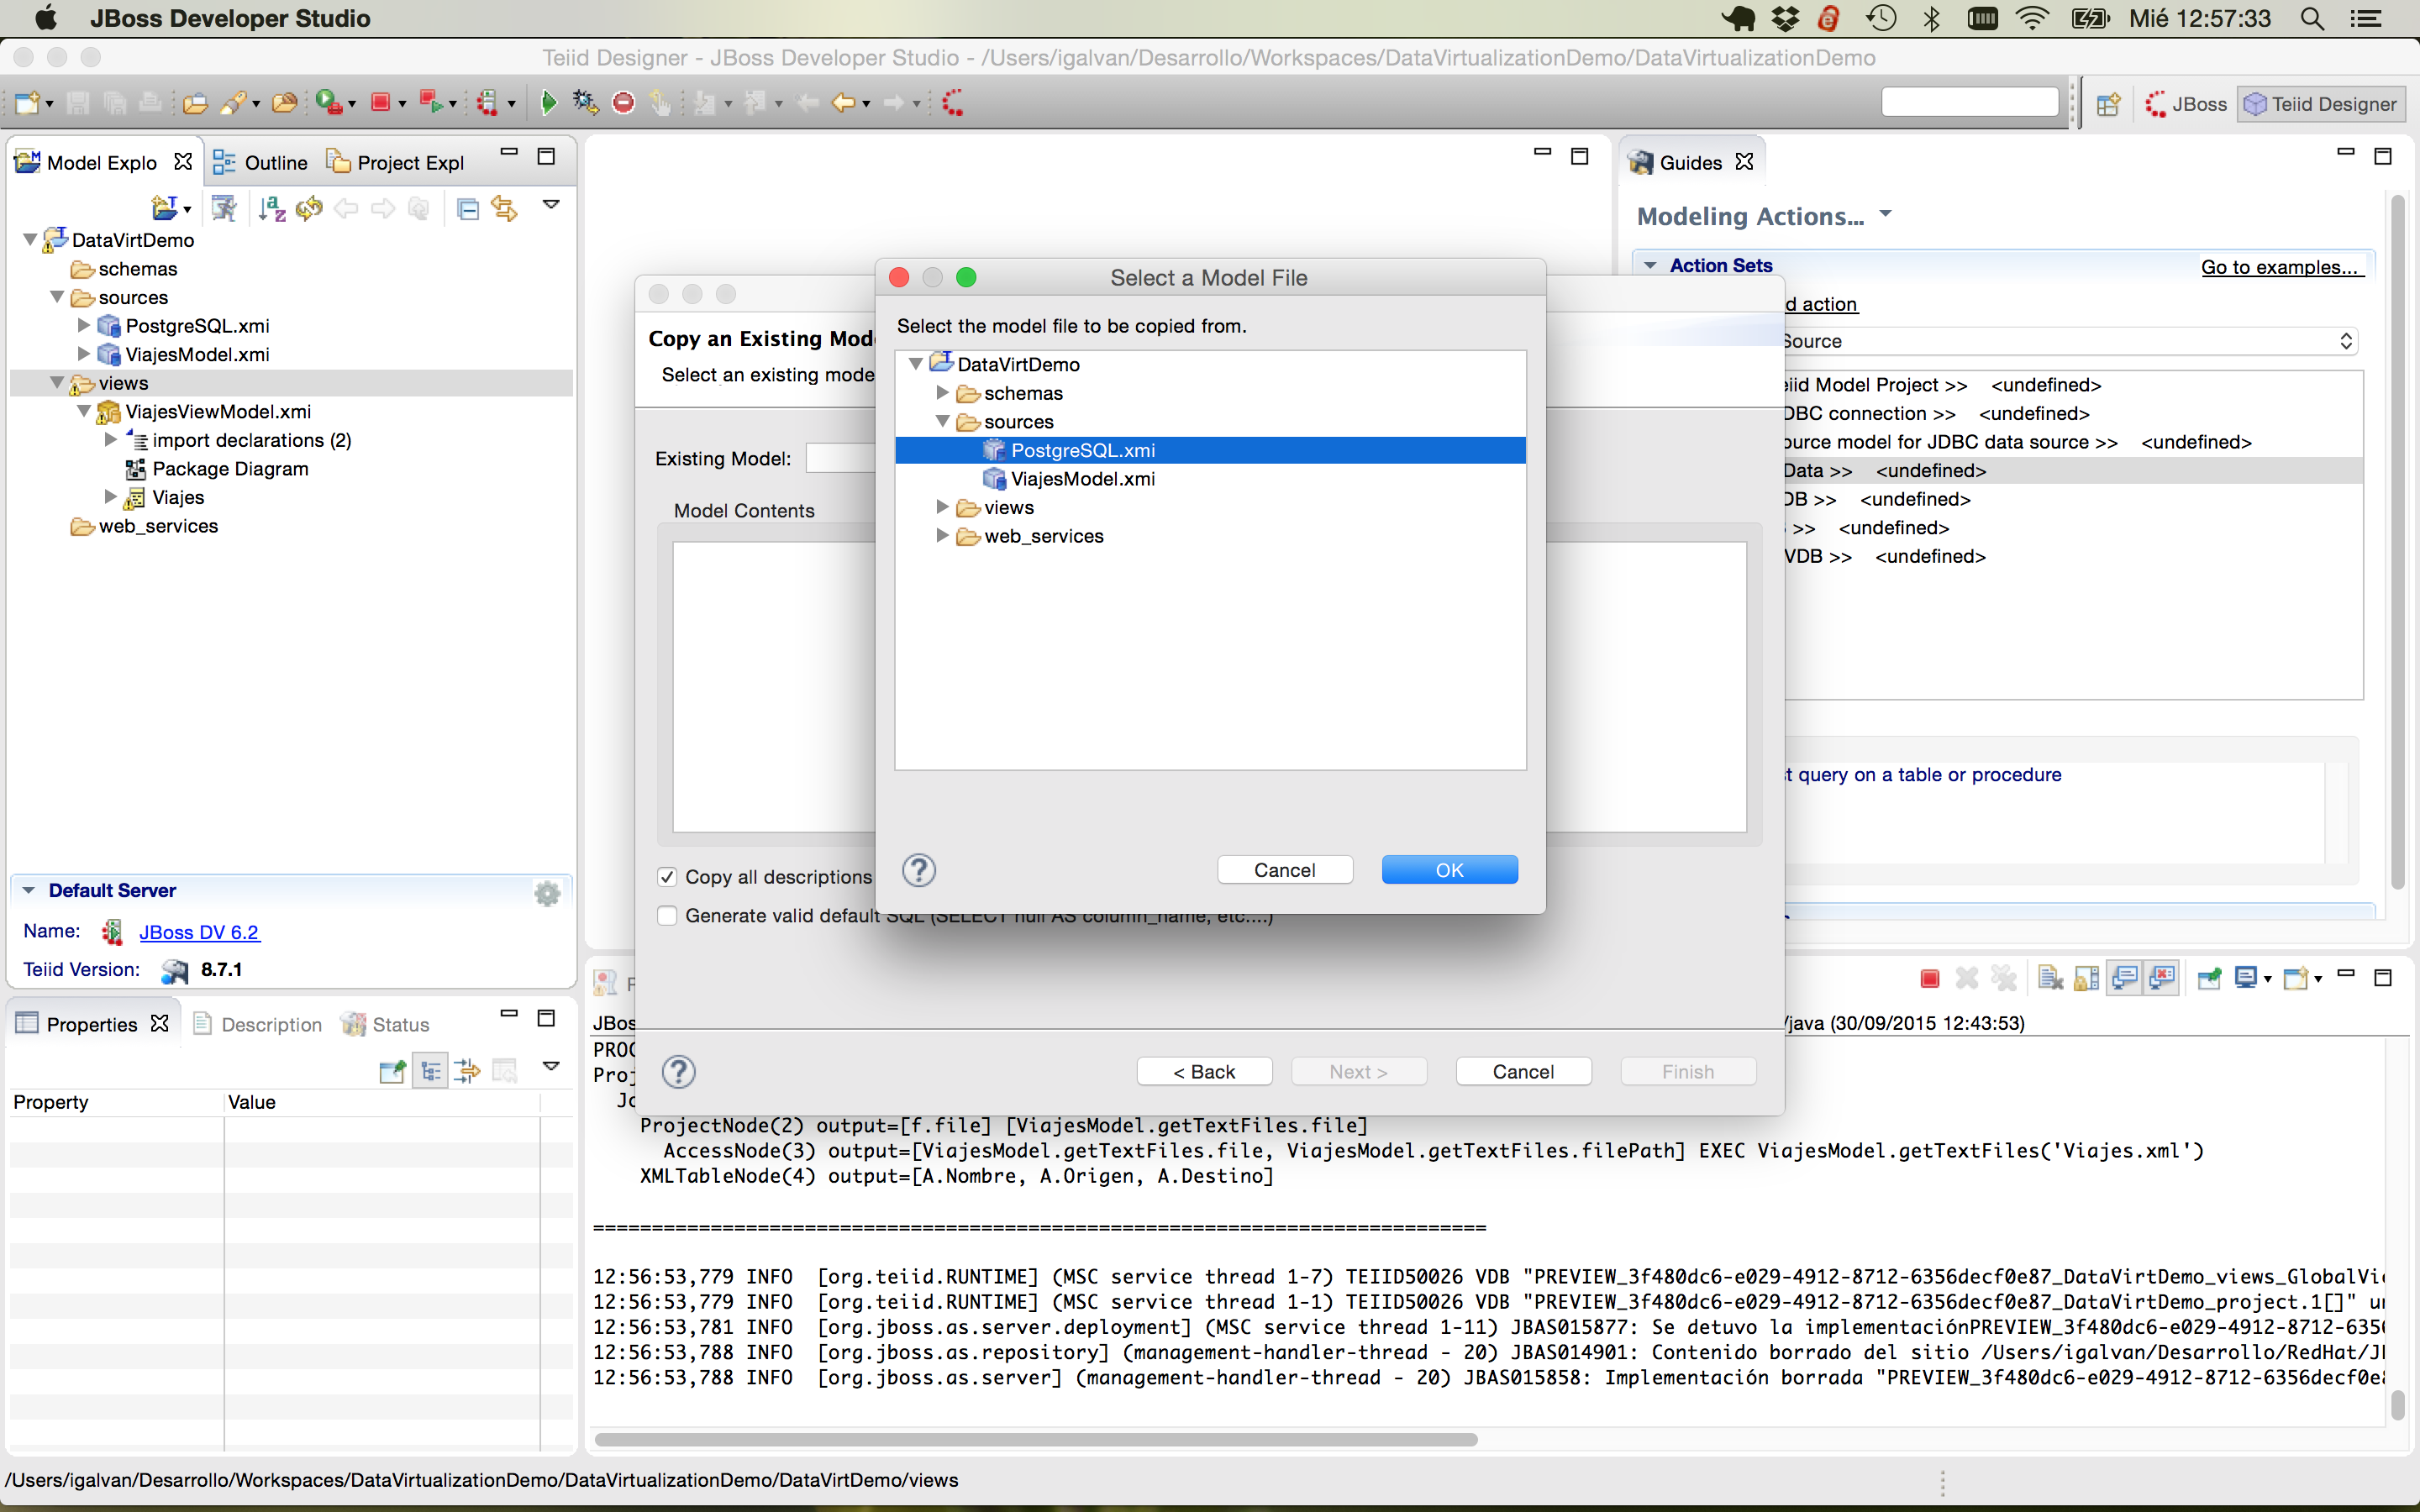 JBoss Developer Studio
Mié 12:57:33
Teiid Designer - JBoss Developer Studio - /Users/igalvan/Desarrollo/Workspaces/DataVirtualizationDemo/DataVirtualizationDemo
JBoss
Teiid Designer
Model Explo
Outline
Project Expl
DataVirtDemo
schemas
sources
PostgreSQL.xmi
ViajesModel.xmi
views
ViajesViewModel.xmi
import declarations (2)
Package Diagram
Viajes
web_services
Default Server
Name:
JBoss DV 6.2
Teiid Version:
8.7.1
Properties
Description
Status
Property
Value
Copy an Existing Mod
Select an existing mode
Existing Model:
Model Contents
Copy all descriptions
Generate valid default SQL (SELECT null AS column_name, etc....)
< Back
Next >
Cancel
Finish
Select a Model File
Select the model file to be copied from.
DataVirtDemo
schemas
sources
PostgreSQL.xmi
ViajesModel.xmi
views
web_services
Cancel
OK
Guides
Modeling Actions...
Action Sets
Go to examples...
d action
Source
eiid Model Project >> <undefined>
DBC connection >> <undefined>
ource model for JDBC data source >> <undefined>
Data >> <undefined>
DB >> <undefined>
>> <undefined>
VDB >> <undefined>
t query on a table or procedure
JBos
/java (30/09/2015 12:43:53)
PROC
Proj
Jo
ProjectNode(2) output=[f.file] [ViajesModel.getTextFiles.file]
AccessNode(3) output=[ViajesModel.getTextFiles.file, ViajesModel.getTextFiles.filePath] EXEC ViajesModel.getTextFiles('Viajes.xml')
XMLTableNode(4) output=[A.Nombre, A.Origen, A.Destino]
============================================================================
12:56:53,779 INFO [org.teiid.RUNTIME] (MSC service thread 1-7) TEIID50026 VDB "PREVIEW_3f480dc6-e029-4912-8712-6356decf0e87_DataVirtDemo_views_GlobalVi
12:56:53,779 INFO [org.teiid.RUNTIME] (MSC service thread 1-1) TEIID50026 VDB "PREVIEW_3f480dc6-e029-4912-8712-6356decf0e87_DataVirtDemo_project.1[]" u
12:56:53,781 INFO [org.jboss.as.server.deployment] (MSC service thread 1-11) JBAS015877: Se detuvo la implementaciónPREVIEW_3f480dc6-e029-4912-8712-635
12:56:53,788 INFO [org.jboss.as.repository] (management-handler-thread - 20) JBAS014901: Contenido borrado del sitio /Users/igalvan/Desarrollo/RedHat/J
12:56:53,788 INFO [org.jboss.as.server] (management-handler-thread - 20) JBAS015858: Implementación borrada "PREVIEW_3f480dc6-e029-4912-8712-6356decf0e
/Users/igalvan/Desarrollo/Workspaces/DataVirtualizationDemo/DataVirtualizationDemo/DataVirtDemo/views